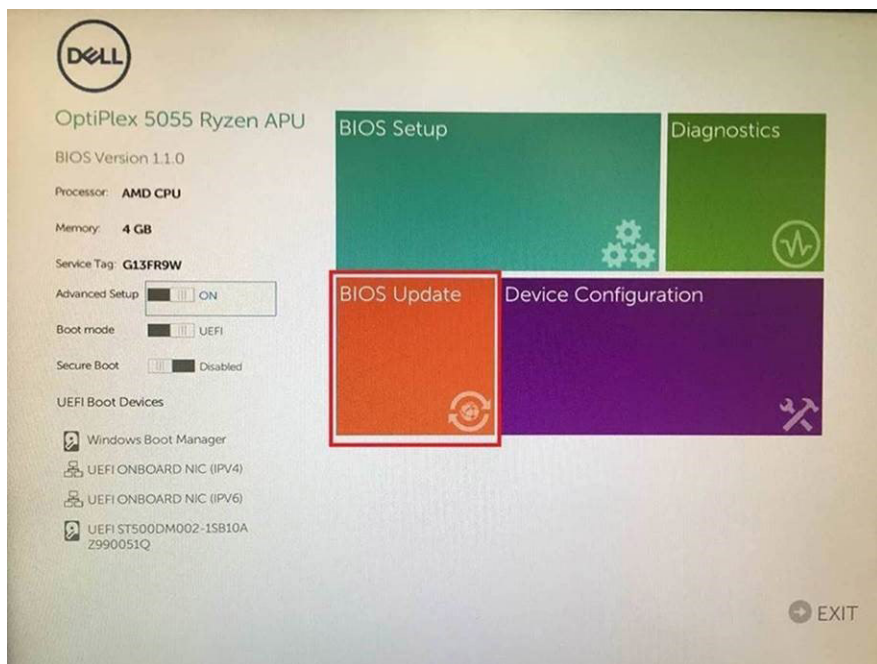 DELL
OptiPlex 5055 Ryzen APU
BIOS Version 1.1.0
Processor: AMD CPU
Memory: 4 GB
Service Tag: G13FR9W
Advanced Setup ON
Boot mode UEFI
Secure Boot Disabled
UEFI Boot Devices
Windows Boot Manager
UEFI ONBOARD NIC (IPV4)
UEFI ONBOARD NIC (IPV6)
UEFI ST500DM002-1SB10A
Z990051Q
BIOS Setup
Diagnostics
BIOS Update
Device Configuration
EXIT